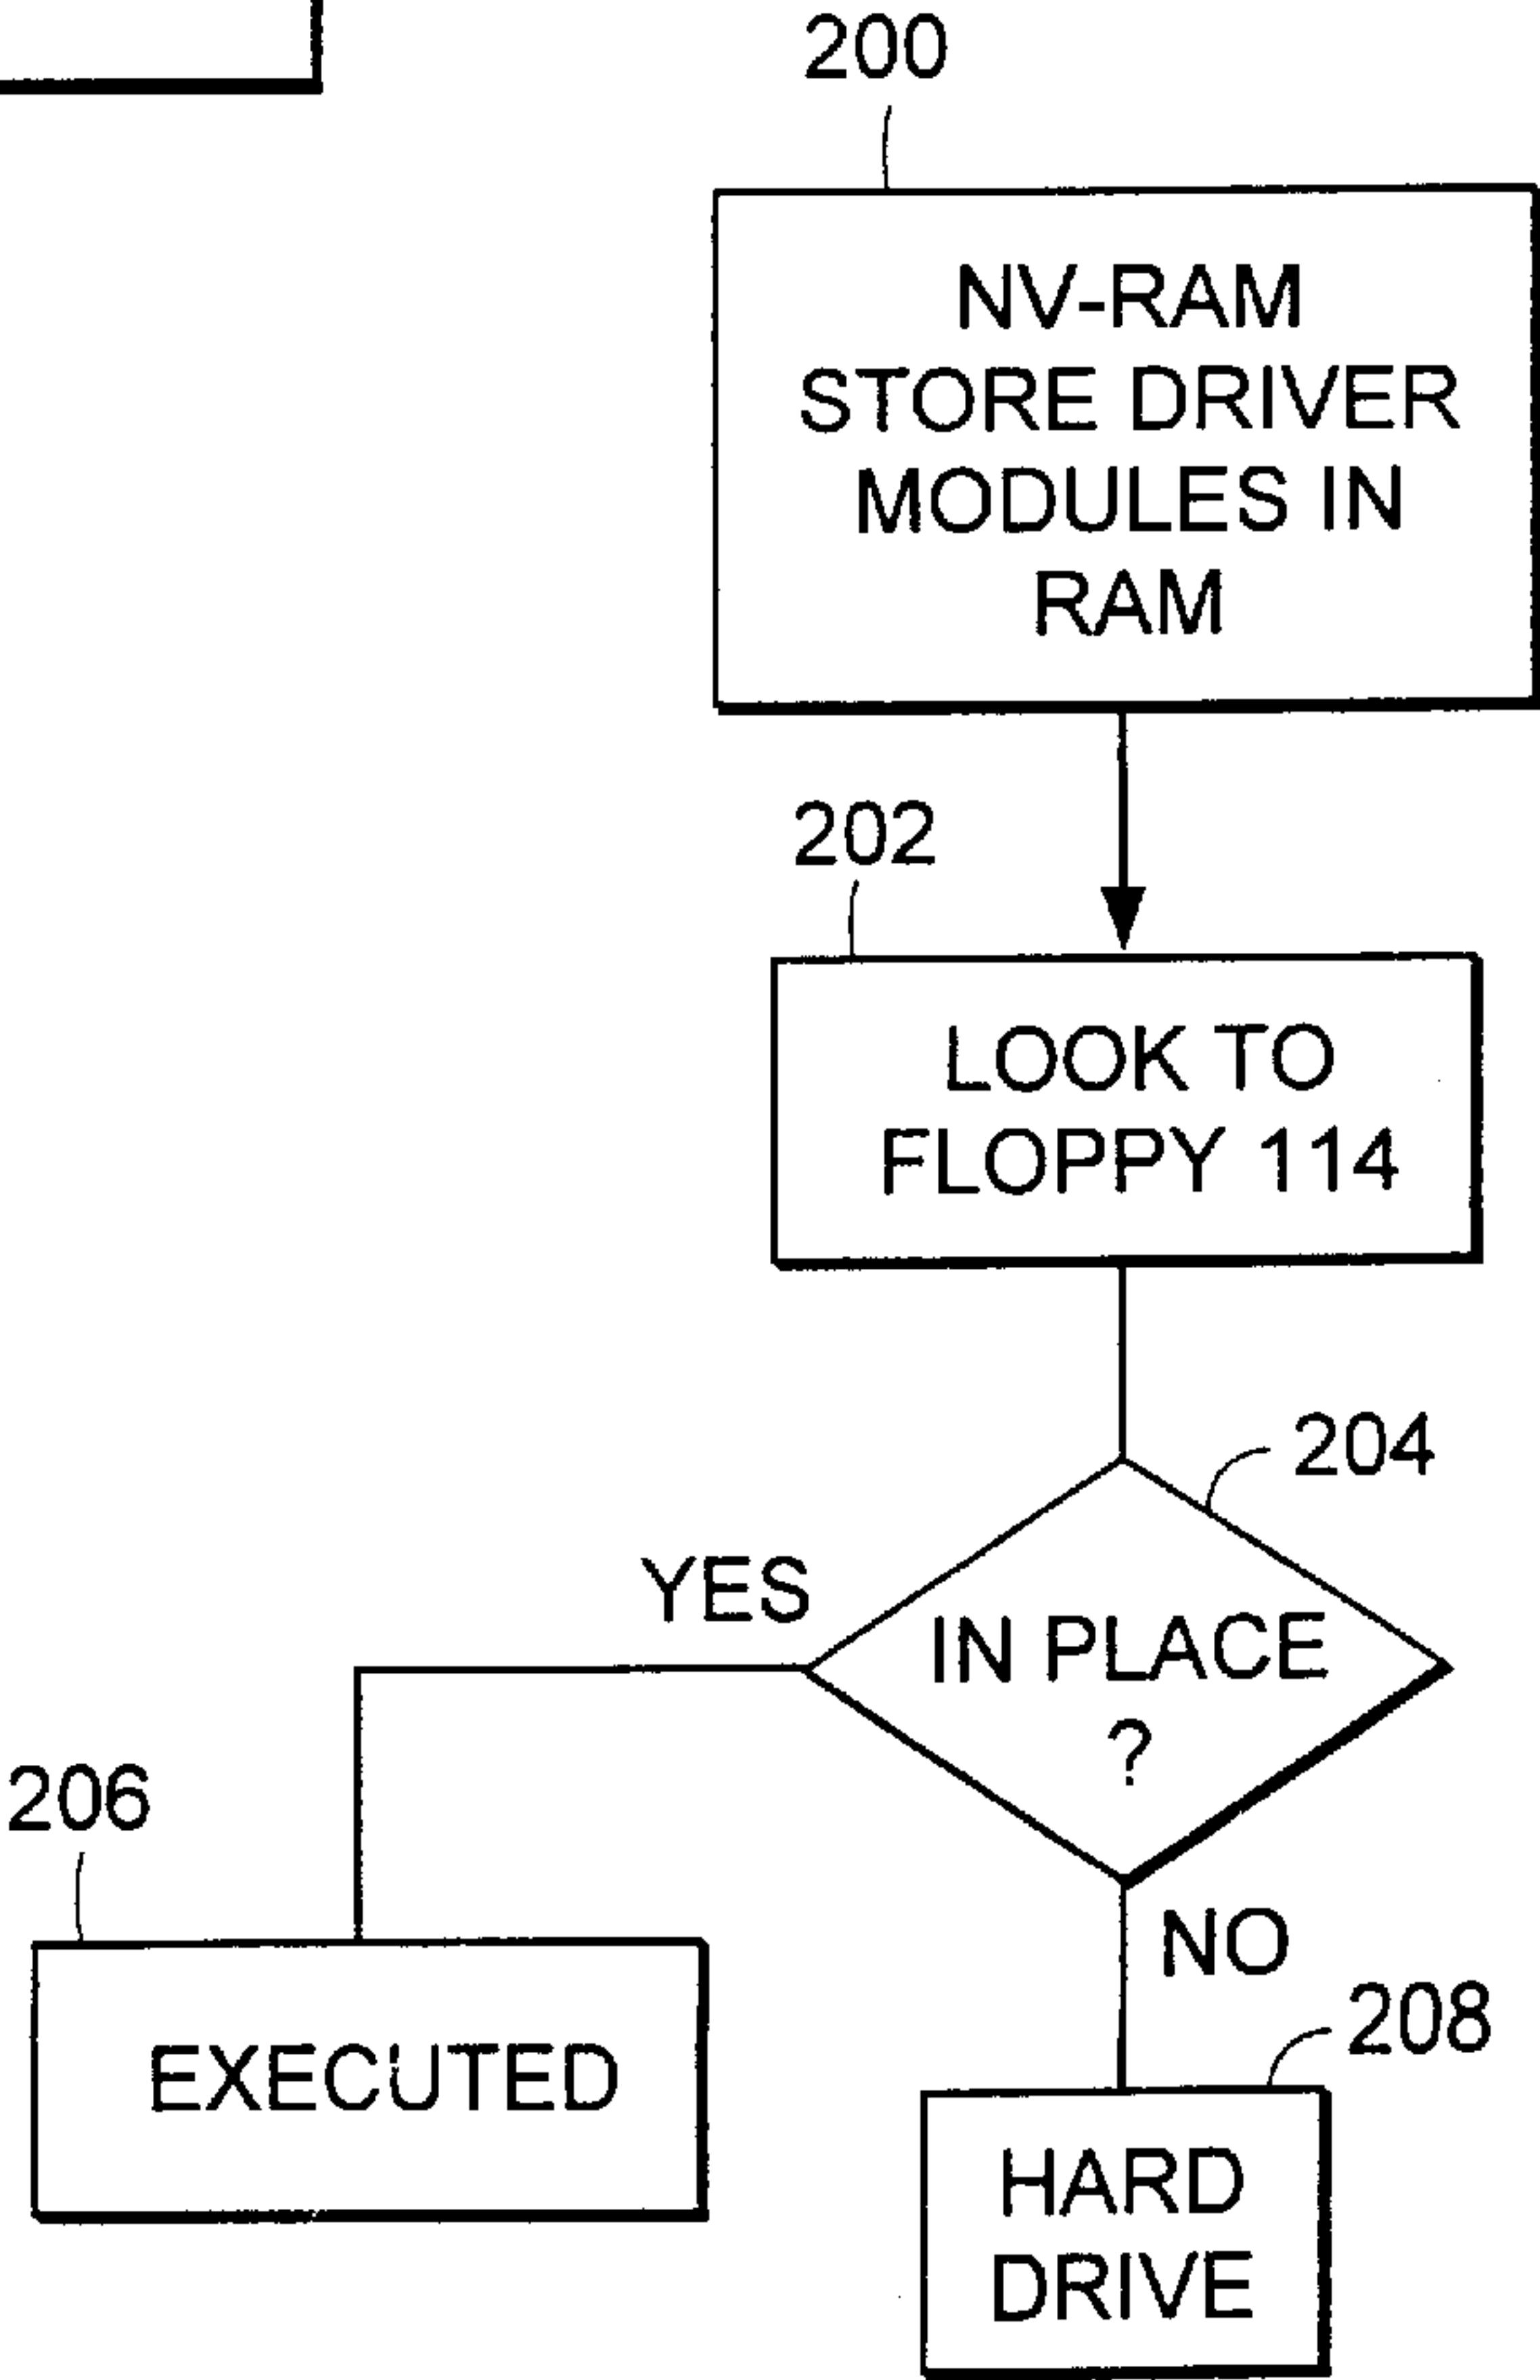 200
NV-RAM
STORE DRIVER
MODULES IN
RAM
202
LOOK TO
FLOPPY 114
204
IN PLACE
?
YES
NO
206
EXECUTED
208
HARD
DRIVE